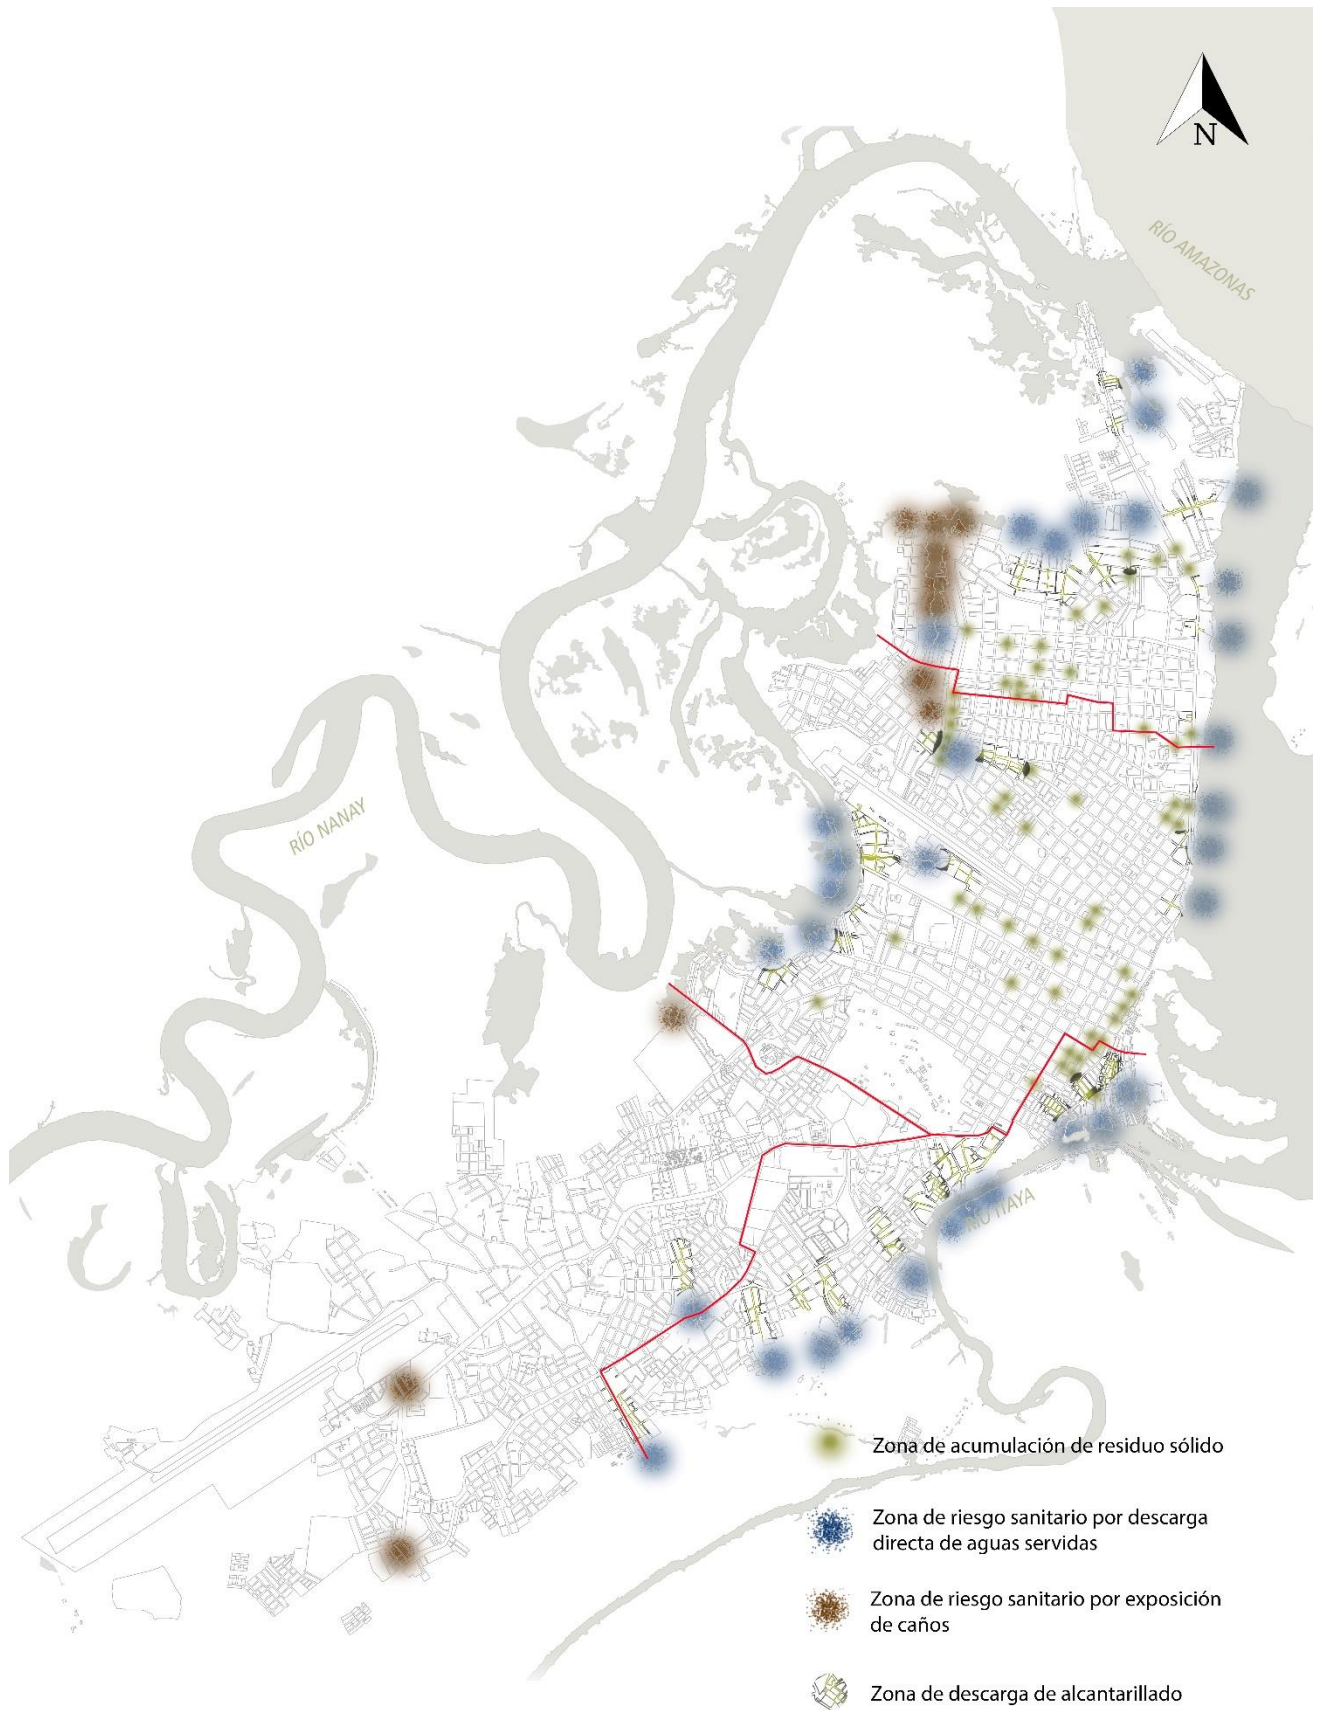 N
RÍO AMAZONAS
RÍO NANAY
RÍO ITAYA
Zona de acumulación de residuo sólido
Zona de riesgo sanitario por descarga
directa de aguas servidas
Zona de riesgo sanitario por exposición
de caños
Zona de descarga de alcantarillado